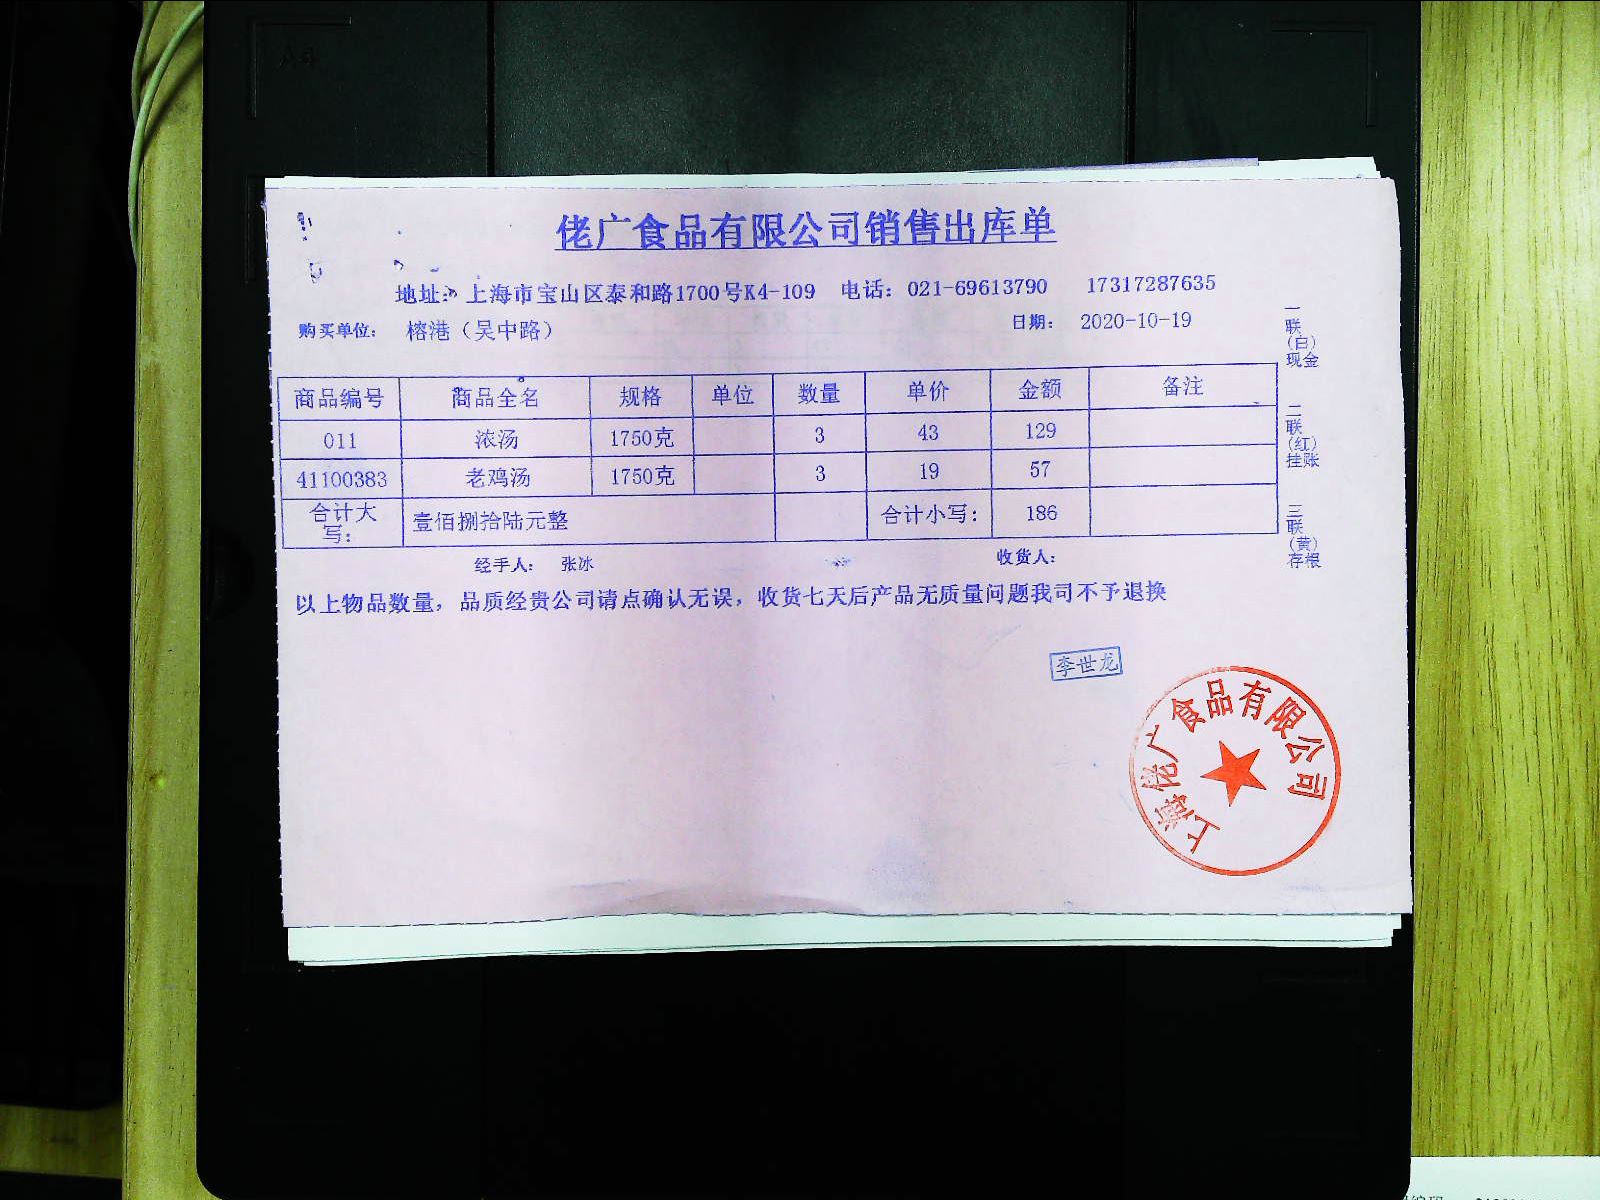 佬广食品有限公司销售出库单
地址: 上海市宝山区泰和路1700号K4-109 电话: 021-69613790 17317287635
购买单位: 榕港（吴中路） 日期: 2020-10-19
商品编号 商品全名 规格 单位 数量 单价 金额 备注
011 浓汤 1750克 3 43 129
41100383 老鸡汤 1750克 3 19 57
合计大写: 壹佰捌拾陆元整 合计小写: 186
经手人: 张冰 收货人:
以上物品数量，品质经贵公司请点确认无误，收货七天后产品无质量问题我司不予退换
一联（白）现金
二联（红）挂账
三联（黄）存根
李世龙
上海佬广食品有限公司